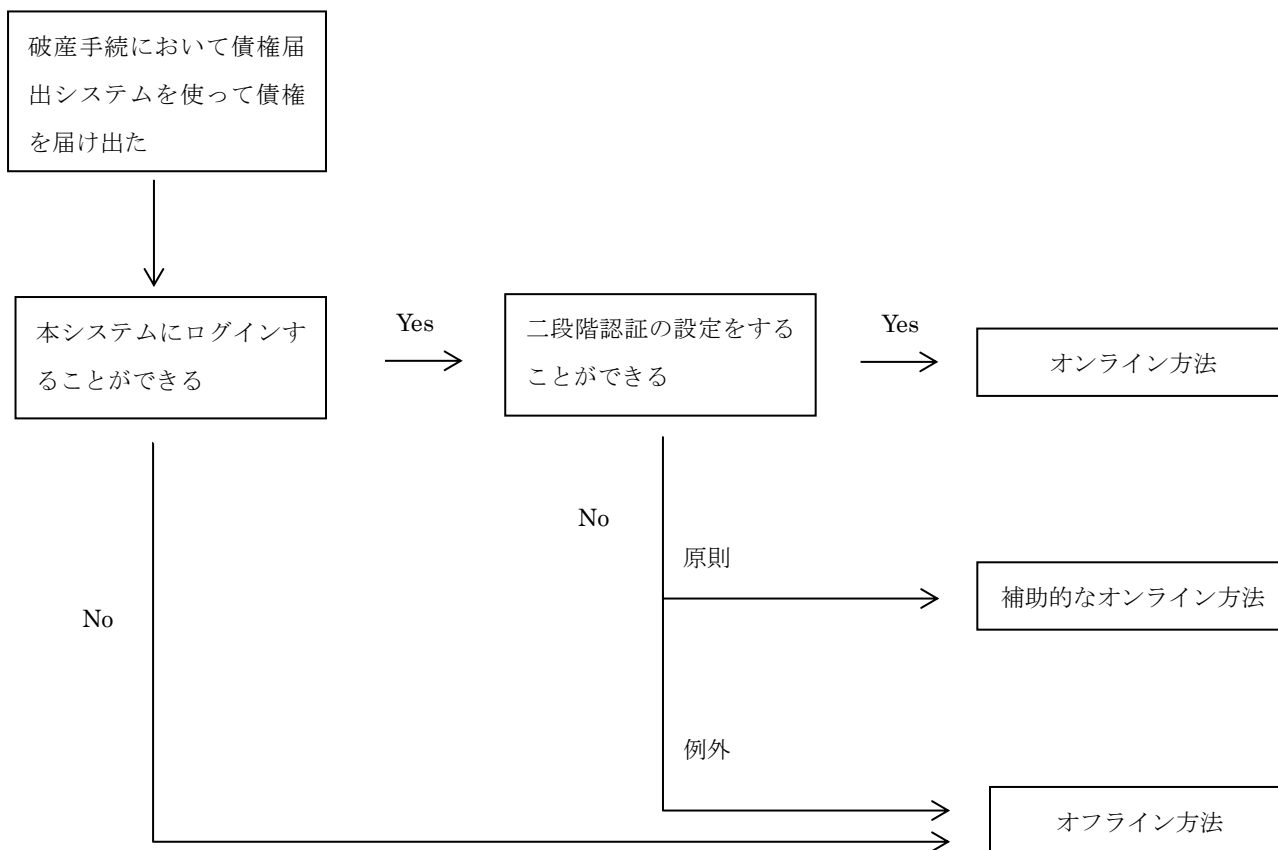 破産手続において債権届
出システムを使って債権
を届け出た
本システムにログインす
ることができる
Yes
二段階認証の設定をする
ことができる
Yes
オンライン方法
No
原則
補助的なオンライン方法
No
例外
オフライン方法